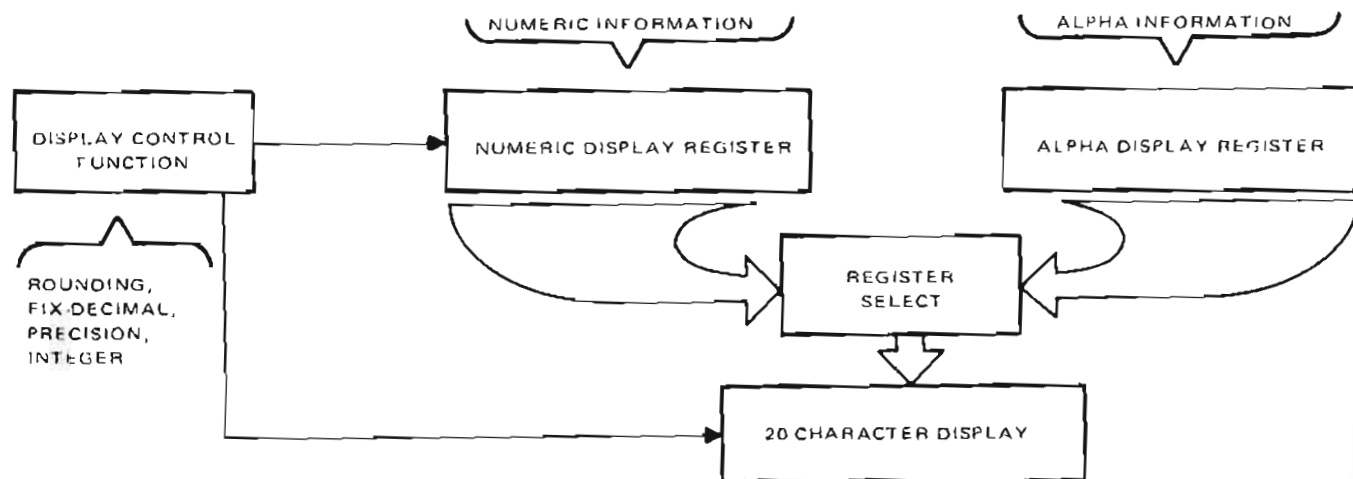 NUMERIC INFORMATION
ALPHA INFORMATION
DISPLAY CONTROL
FUNCTION
NUMERIC DISPLAY REGISTER
ALPHA DISPLAY REGISTER
ROUNDING,
FIX-DECIMAL,
PRECISION,
INTEGER
REGISTER
SELECT
20 CHARACTER DISPLAY